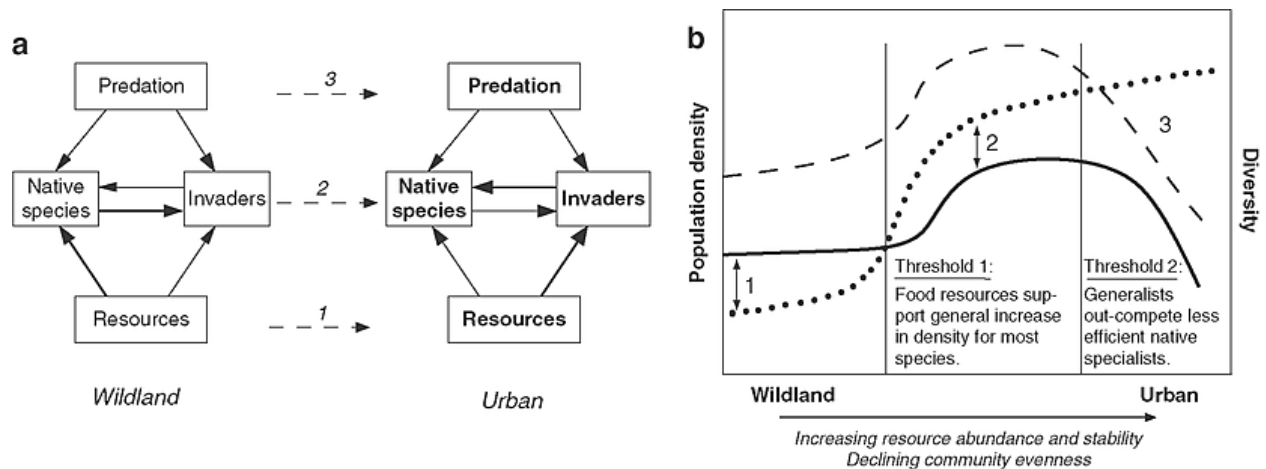 a
Predation
3
Predation
Native
species
Invaders
2
Native
species
Invaders
Resources
1
Resources
Wildland
Urban
b
Population density
Diversity
1
2
3
Threshold 1:
Food resources sup-
port general increase
in density for most
species.
Threshold 2:
Generalists
out-compete less
efficient native
specialists.
Wildland
Urban
Increasing resource abundance and stability
Declining community evenness